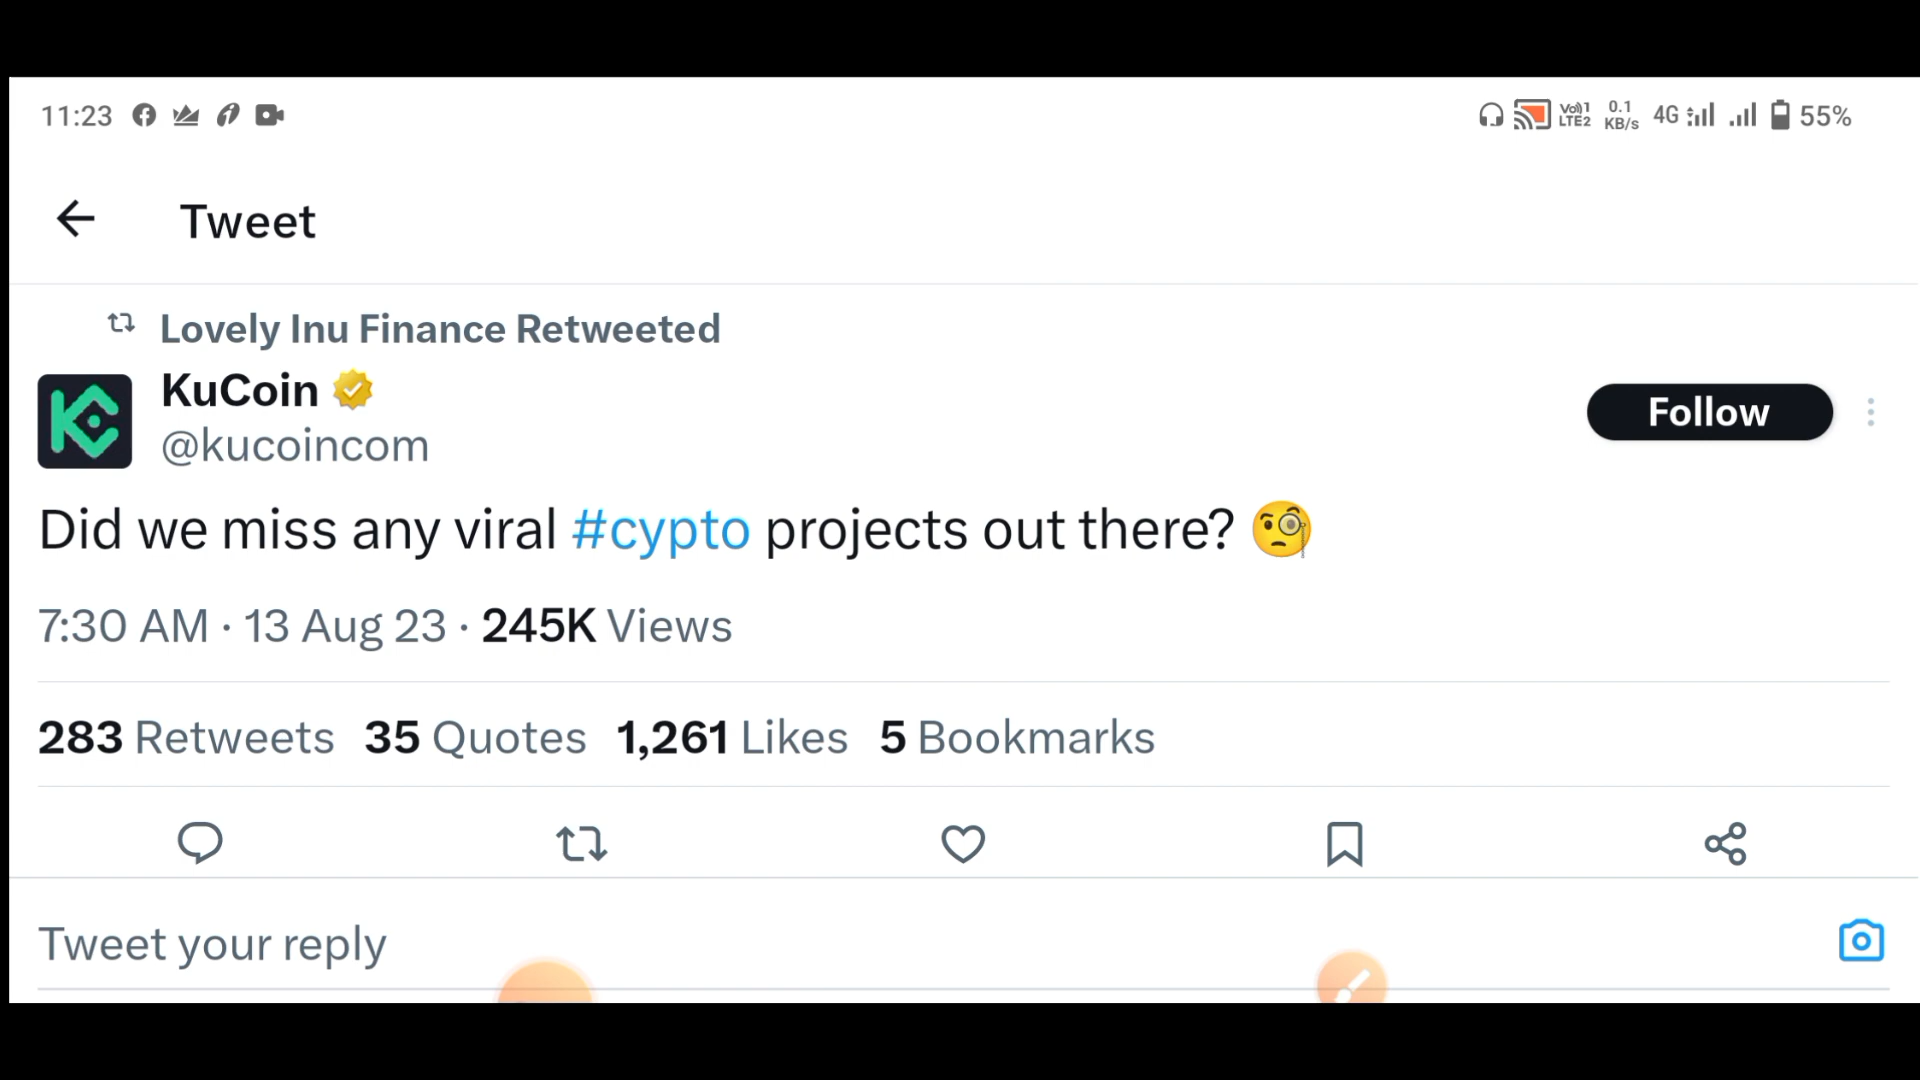 11:23 Vo))1 LTE2 0.1 KB/s 4G 55%
Tweet
Lovely Inu Finance Retweeted
KuCoin
@kucoincom
Follow
Did we miss any viral #cypto projects out there? 🧐
7:30 AM · 13 Aug 23 · 245K Views
283 Retweets 35 Quotes 1,261 Likes 5 Bookmarks
Tweet your reply